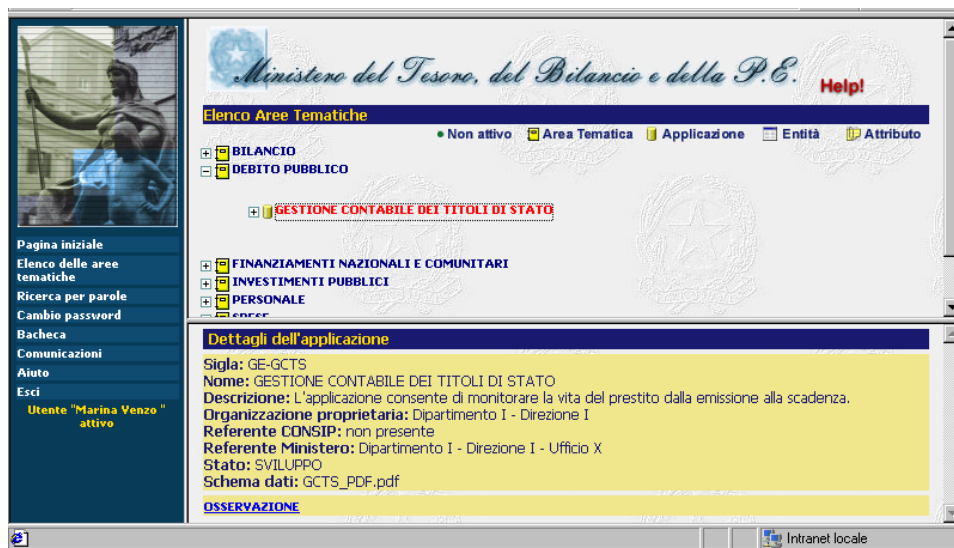 Ministero del Tesoro, del Bilancio e della P.E.
Help!
Elenco Aree Tematiche
Non attivo Area Tematica Applicazione Entità Attributo
BILANCIO
DEBITO PUBBLICO
GESTIONE CONTABILE DEI TITOLI DI STATO
FINANZIAMENTI NAZIONALI E COMUNITARI
INVESTIMENTI PUBBLICI
PERSONALE
SPESE
Pagina iniziale
Elenco delle aree
tematiche
Ricerca per parole
Cambio password
Bacheca
Comunicazioni
Aiuto
Esci
Utente "Marina Venzo "
attivo
Dettagli dell'applicazione
Sigla: GE-GCTS
Nome: GESTIONE CONTABILE DEI TITOLI DI STATO
Descrizione: L'applicazione consente di monitorare la vita del prestito dalla emissione alla scadenza.
Organizzazione proprietaria: Dipartimento I - Direzione I
Referente CONSIP: non presente
Referente Ministero: Dipartimento I - Direzione I - Ufficio X
Stato: SVILUPPO
Schema dati: GCTS_PDF.pdf
OSSERVAZIONE
Intranet locale